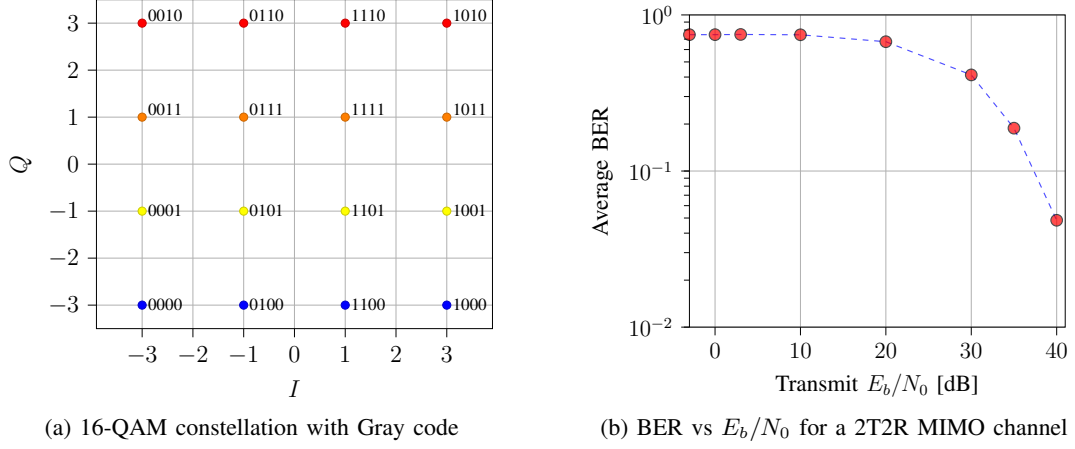 3
2
1
0
−1
−2
−3
Q
0010 0110 1110 1010
0011 0111 1111 1011
0001 0101 1101 1001
0000 0100 1100 1000
−3 −2 −1 0 1 2 3
I
(a) 16-QAM constellation with Gray code
10^0
10^−1
10^−2
Average BER
0 10 20 30 40
Transmit E_b/N_0 [dB]
(b) BER vs E_b/N_0 for a 2T2R MIMO channel